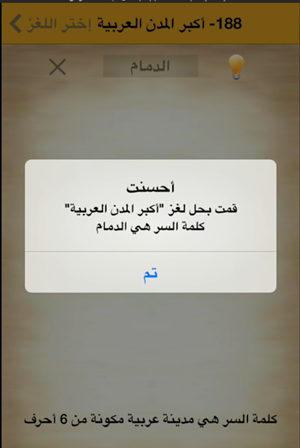 188- أكبر المدن العربية إختر اللغز
الدمام
أحسنت
قمت بحل لغز "أكبر المدن العربية"
كلمة السر هي الدمام
تم
كلمة السر هي مدينة عربية مكونة من 6 أحرف